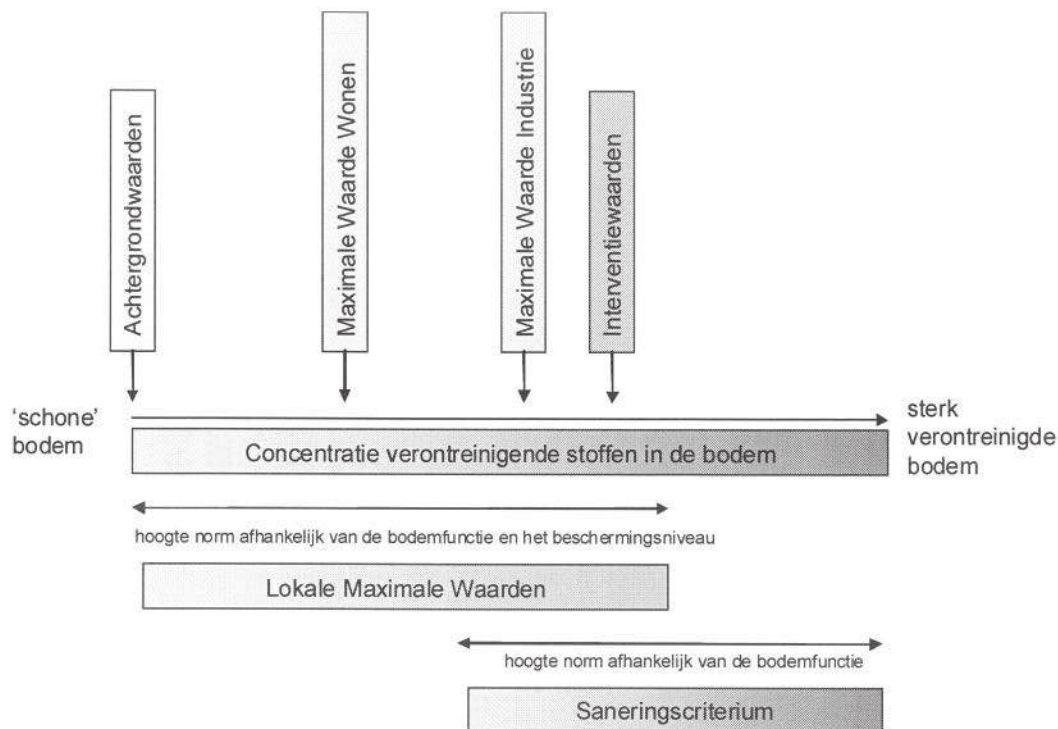 Achtergrondwaarden
Maximale Waarde Wonen
Maximale Waarde Industrie
Interventiewaarden
‘schone’
bodem
sterk
verontreinigde
bodem
Concentratie verontreinigende stoffen in de bodem
hoogte norm afhankelijk van de bodemfunctie en het beschermingsniveau
Lokale Maximale Waarden
hoogte norm afhankelijk van de bodemfunctie
Saneringscriterium